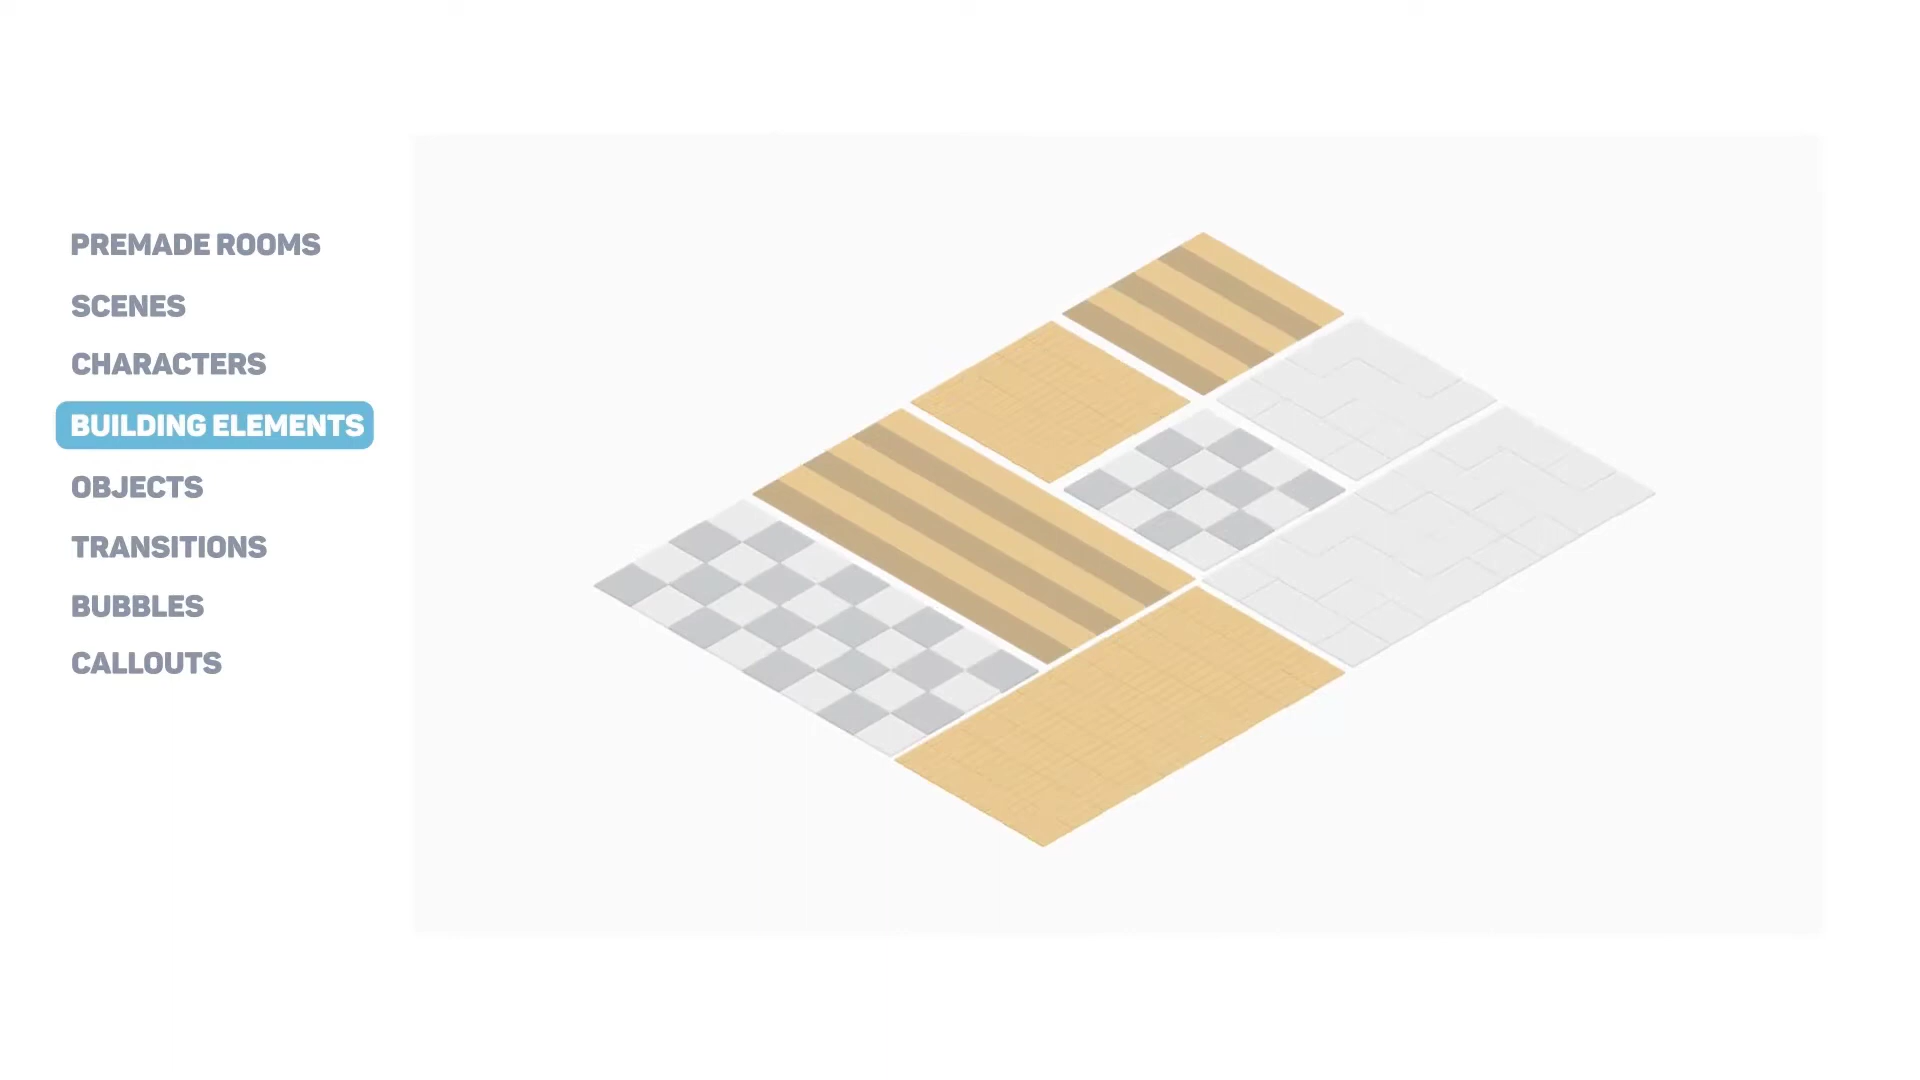 PREMADE ROOMS
SCENES
CHARACTERS
BUILDING ELEMENTS
OBJECTS
TRANSITIONS
BUBBLES
CALLOUTS